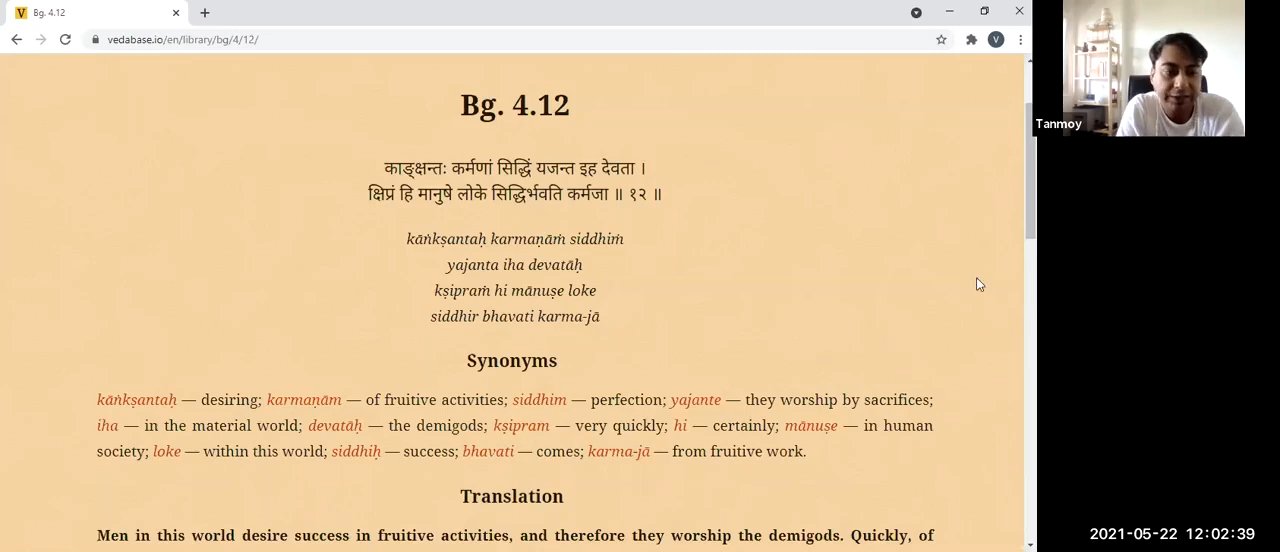 Bg. 4.12
vedabase.io/en/library/bg/4/12/
Bg. 4.12
काङ्‍क्षन्तः कर्मणां सिद्धिं यजन्त इह देवता ।
क्षिप्रं हि मानुषे लोके सिद्धिर्भवति कर्मजा ॥ १२ ॥
kāṅkṣantaḥ karmaṇāṁ siddhiṁ
yajanta iha devatāḥ
kṣipraṁ hi mānuṣe loke
siddhir bhavati karma-jā
Synonyms
kāṅkṣantaḥ — desiring; karmaṇām — of fruitive activities; siddhim — perfection; yajante — they worship by sacrifices;
iha — in the material world; devatāḥ — the demigods; kṣipram — very quickly; hi — certainly; mānuṣe — in human
society; loke — within this world; siddhiḥ — success; bhavati — comes; karma-jā — from fruitive work.
Translation
Men in this world desire success in fruitive activities, and therefore they worship the demigods. Quickly, of
V
V
Tanmoy
2021-05-22 12:02:39